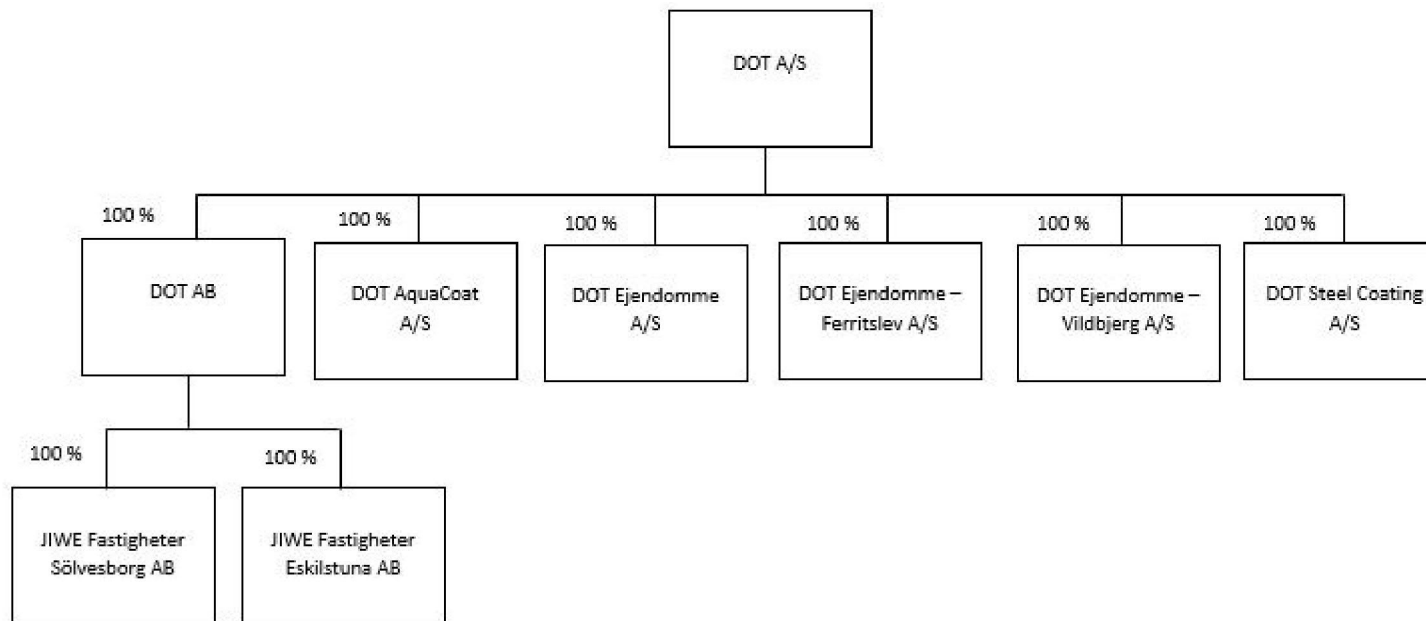 DOT A/S
100 %
100 %
100 %
100 %
100 %
100 %
DOT AB
DOT AquaCoat
A/S
DOT Ejendomme
A/S
DOT Ejendomme –
Ferritslev A/S
DOT Ejendomme –
Vildbjerg A/S
DOT Steel Coating
A/S
100 %
100 %
JIWE Fastigheter
Sölvesborg AB
JIWE Fastigheter
Eskilstuna AB